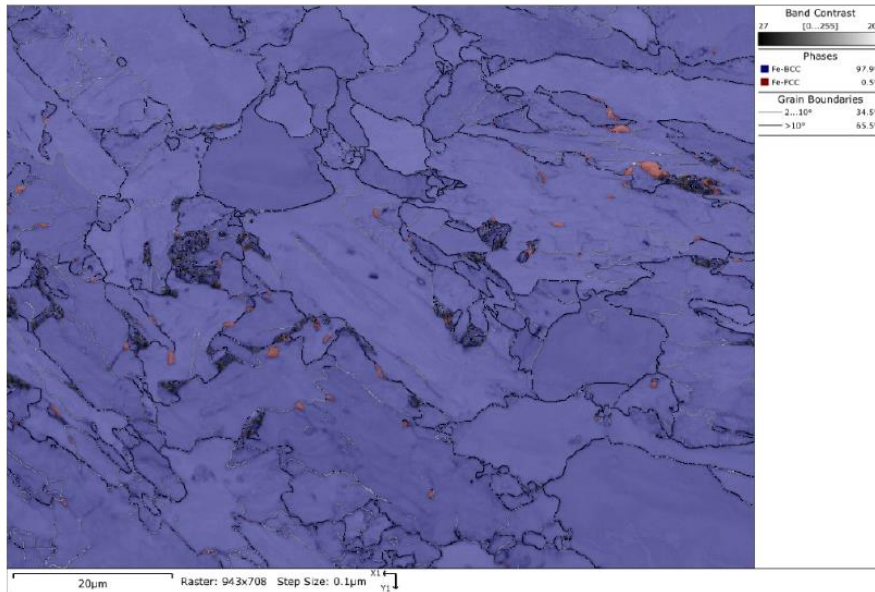 Band Contrast
27 [0...255] 20
Phases
Fe-BCC 97.9
Fe-FCC 0.5
Grain Boundaries
2...10° 34.5
>10° 65.5
20µm Raster: 943x708 Step Size: 0.1µm X1
Y1